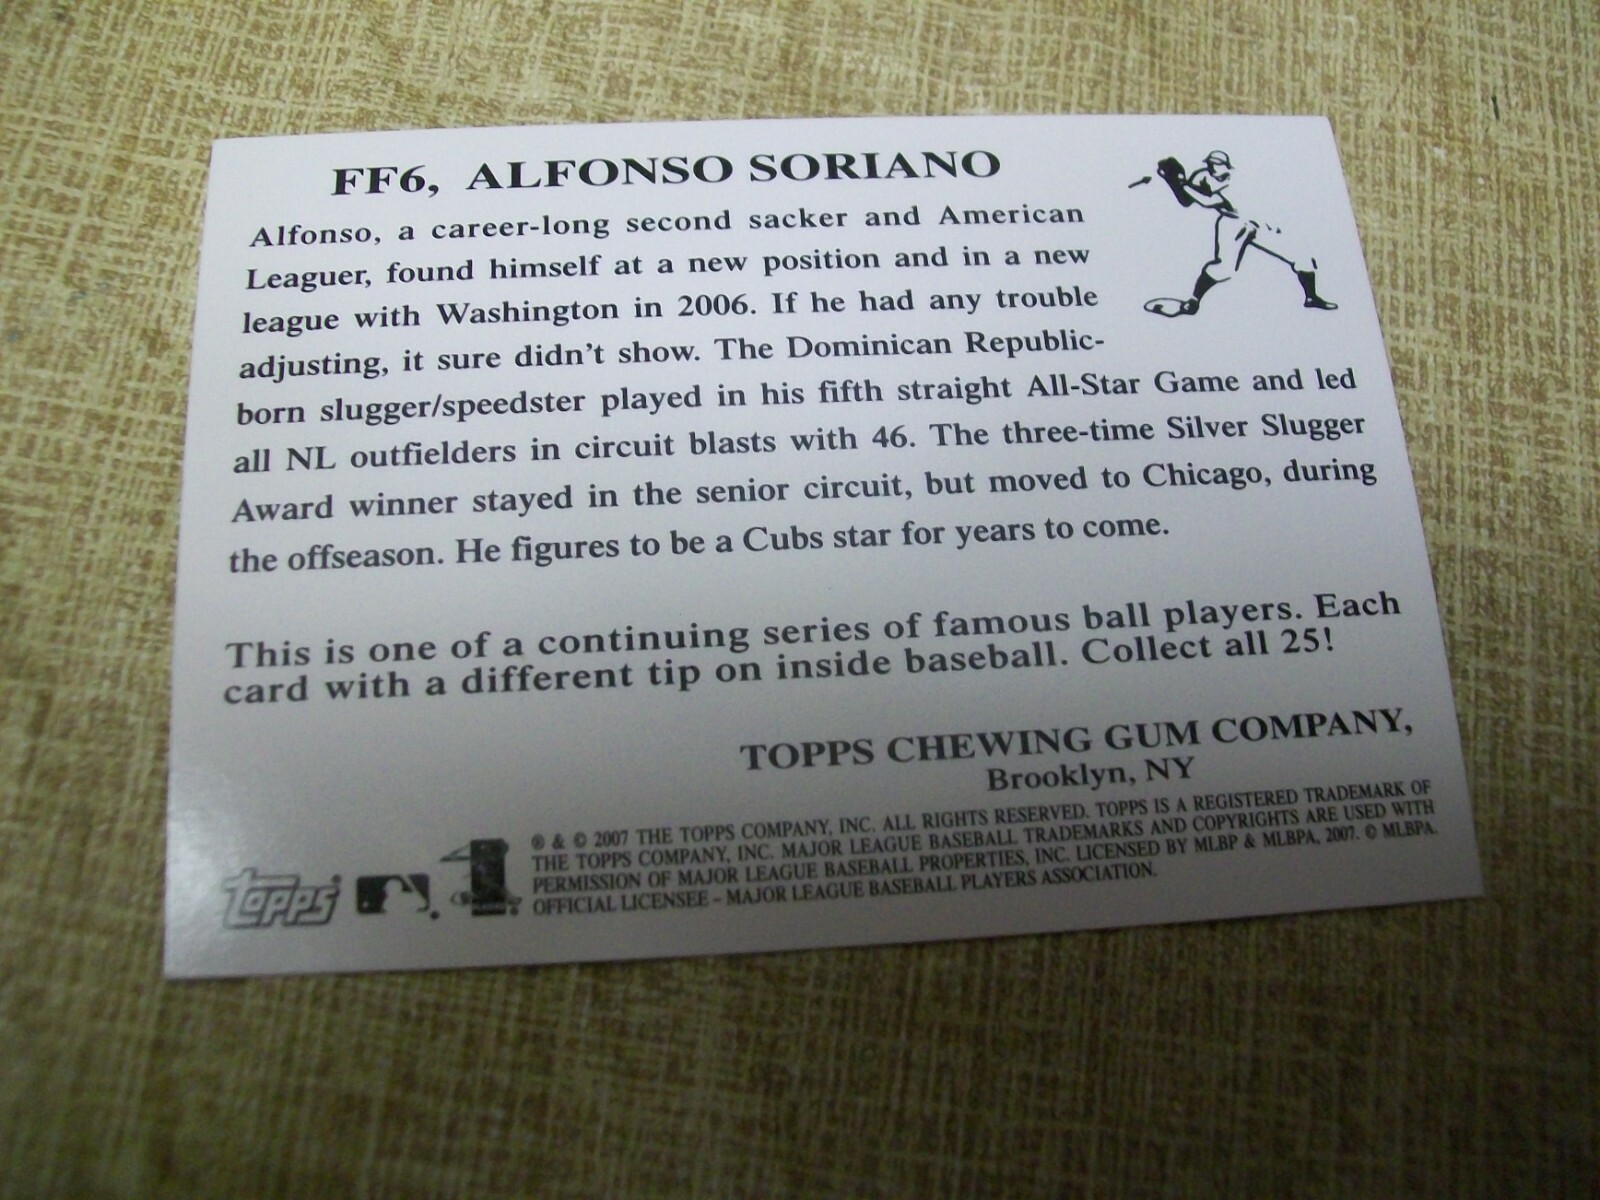 FF6, ALFONSO SORIANO
Alfonso, a career-long second sacker and American
Leaguer, found himself at a new position and in a new
league with Washington in 2006. If he had any trouble
adjusting, it sure didn't show. The Dominican Republic-
born slugger/speedster played in his fifth straight All-Star Game and led
all NL outfielders in circuit blasts with 46. The three-time Silver Slugger
Award winner stayed in the senior circuit, but moved to Chicago, during
the offseason. He figures to be a Cubs star for years to come.
This is one of a continuing series of famous ball players. Each
card with a different tip on inside baseball. Collect all 25!
TOPPS CHEWING GUM COMPANY,
Brooklyn, NY
® & © 2007 THE TOPPS COMPANY, INC. ALL RIGHTS RESERVED. TOPPS IS A REGISTERED TRADEMARK OF
THE TOPPS COMPANY, INC. MAJOR LEAGUE BASEBALL TRADEMARKS AND COPYRIGHTS ARE USED WITH
PERMISSION OF MAJOR LEAGUE BASEBALL PROPERTIES, INC. LICENSED BY MLBP & MLBPA, 2007. © MLBPA.
OFFICIAL LICENSEE – MAJOR LEAGUE BASEBALL PLAYERS ASSOCIATION.
topps®